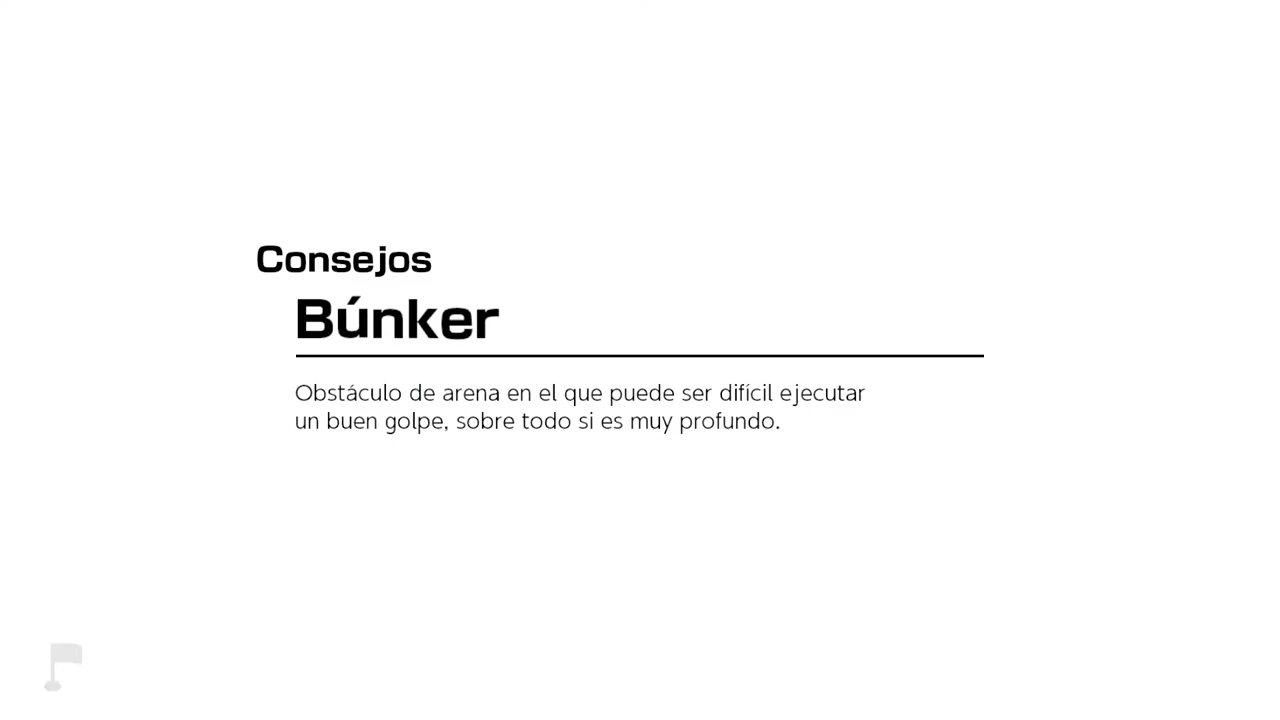 Consejos
Búnker
Obstáculo de arena en el que puede ser difícil ejecutar
un buen golpe, sobre todo si es muy profundo.